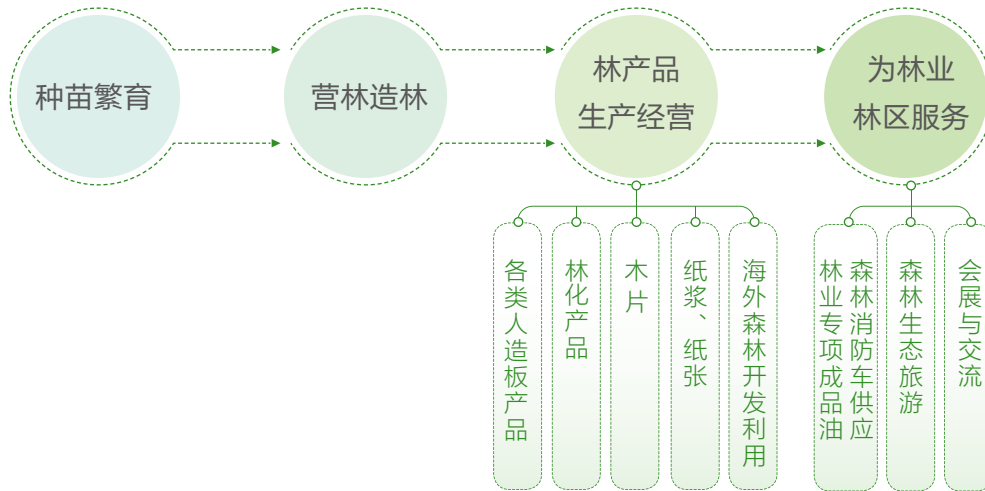 种苗繁育
营林造林
林产品
生产经营
为林业
林区服务
各类人造板产品
林化产品
木片
纸浆、纸张
海外森林开发利用
森林消防车供应
林业专项成品油
森林生态旅游
会展与交流